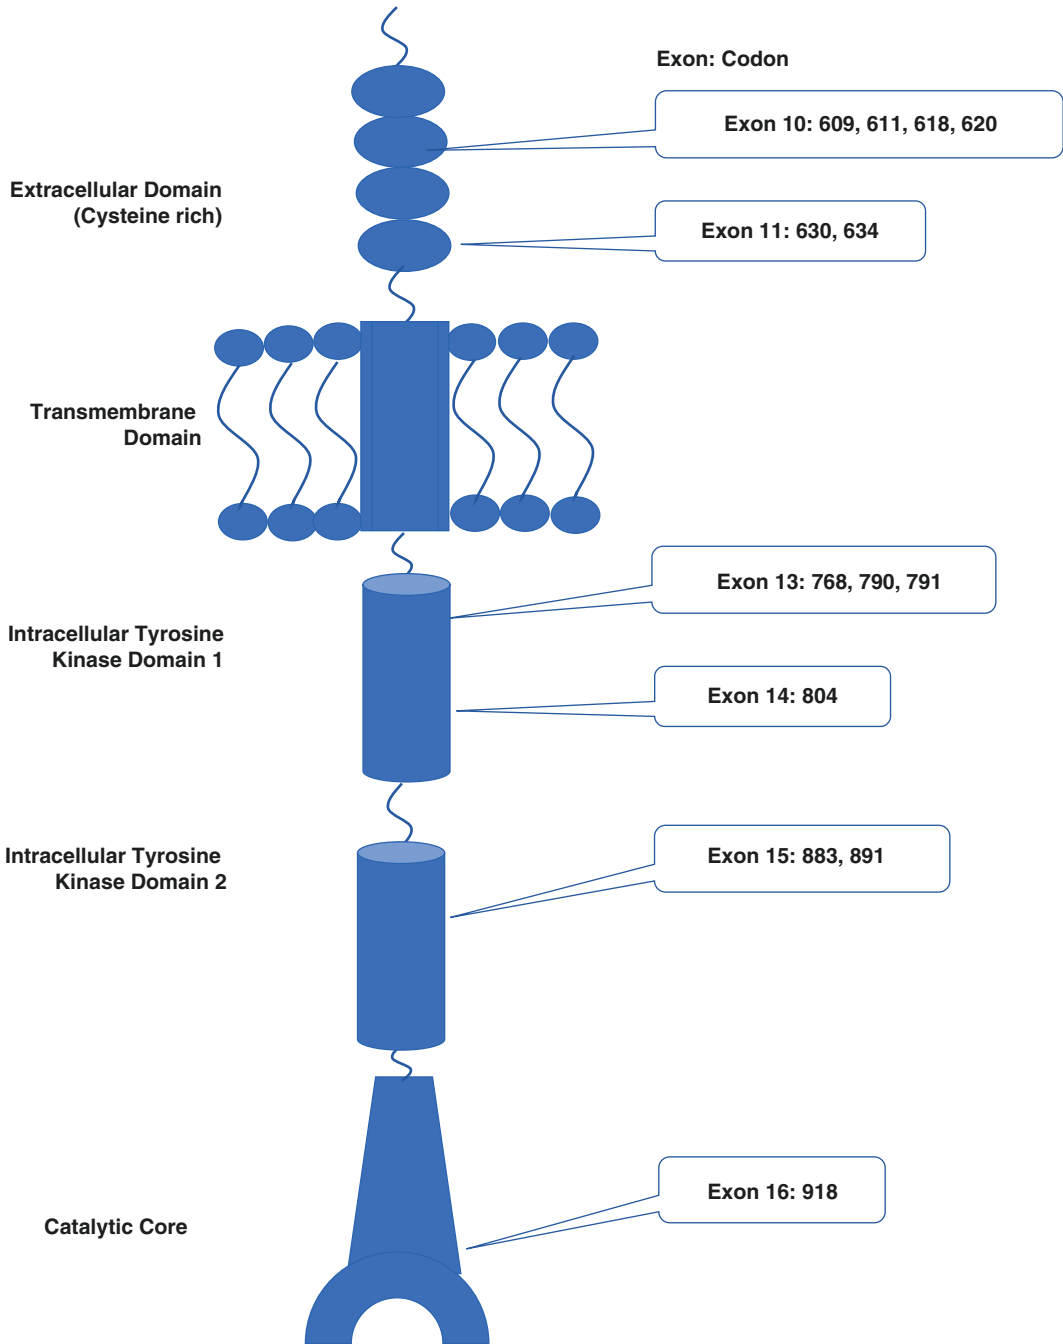 Exon: Codon
Exon 10: 609, 611, 618, 620
Extracellular Domain
(Cysteine rich)
Exon 11: 630, 634
Transmembrane
Domain
Exon 13: 768, 790, 791
Intracellular Tyrosine
Kinase Domain 1
Exon 14: 804
Intracellular Tyrosine
Kinase Domain 2
Exon 15: 883, 891
Exon 16: 918
Catalytic Core